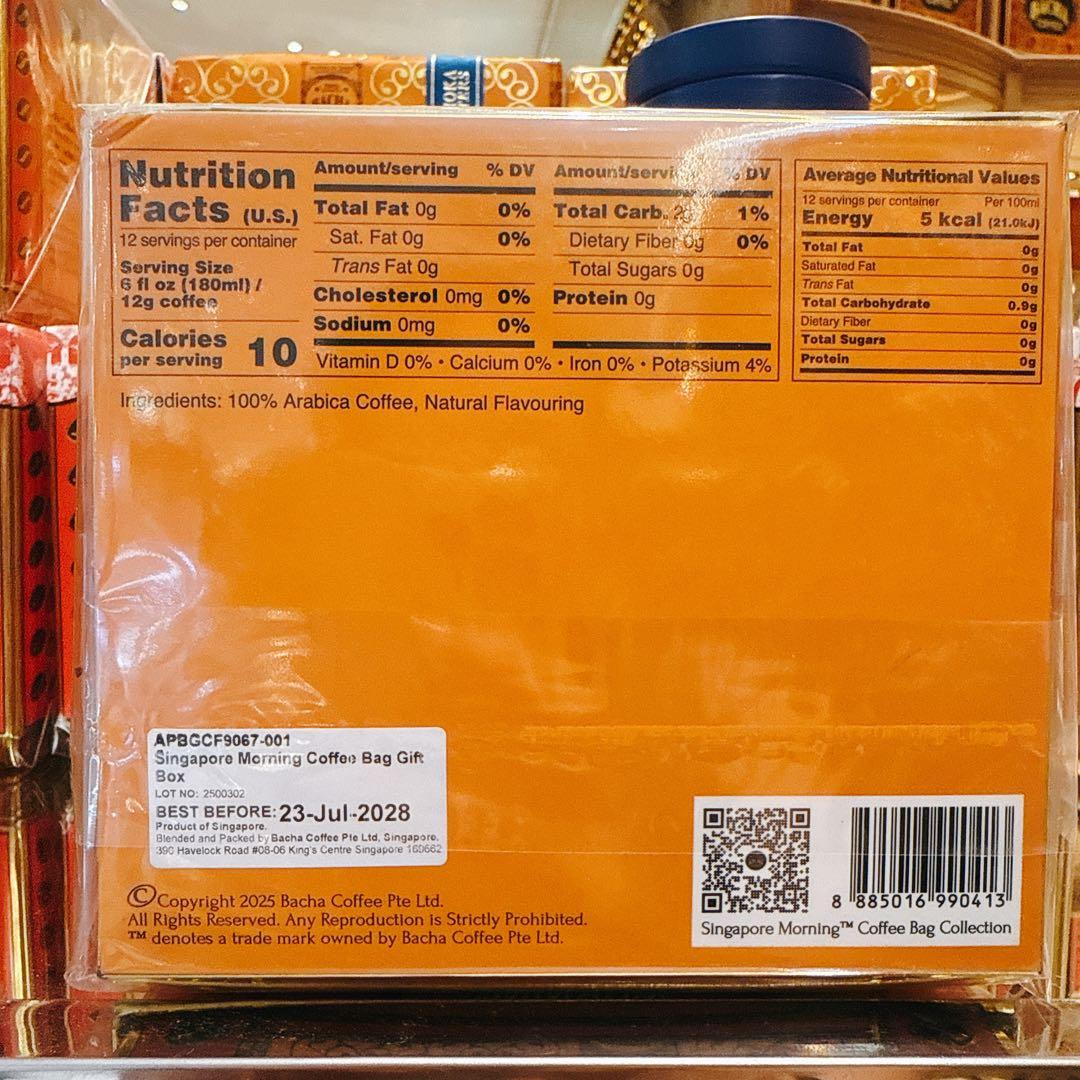 Nutrition
Facts (U.S.)
12 servings per container
Serving Size
6 fl oz (180ml) /
12g coffee
Calories
per serving 10
Amount/serving % DV
Total Fat 0g 0%
Sat. Fat 0g 0%
Trans Fat 0g
Cholesterol 0mg 0%
Sodium 0mg 0%
Amount/serving % DV
Total Carb. 2g 1%
Dietary Fiber 0g 0%
Total Sugars 0g
Protein 0g
Vitamin D 0% • Calcium 0% • Iron 0% • Potassium 4%
Average Nutritional Values
12 servings per container Per 100ml
Energy 5 kcal (21.0kJ)
Total Fat 0g
Saturated Fat 0g
Trans Fat 0g
Total Carbohydrate 0.9g
Dietary Fiber 0g
Total Sugars 0g
Protein 0g
Ingredients: 100% Arabica Coffee, Natural Flavouring
APBGCF9067-001
Singapore Morning Coffee Bag Gift
Box
LOT NO: 2500302
BEST BEFORE: 23-Jul-2028
Product of Singapore.
Blended and Packed by Bacha Coffee Pte Ltd, Singapore.
390 Havelock Road #08-06 King's Centre Singapore 169662
© Copyright 2025 Bacha Coffee Pte Ltd.
All Rights Reserved. Any Reproduction is Strictly Prohibited.
™ denotes a trade mark owned by Bacha Coffee Pte Ltd.
8 885016 990413
Singapore Morning™ Coffee Bag Collection